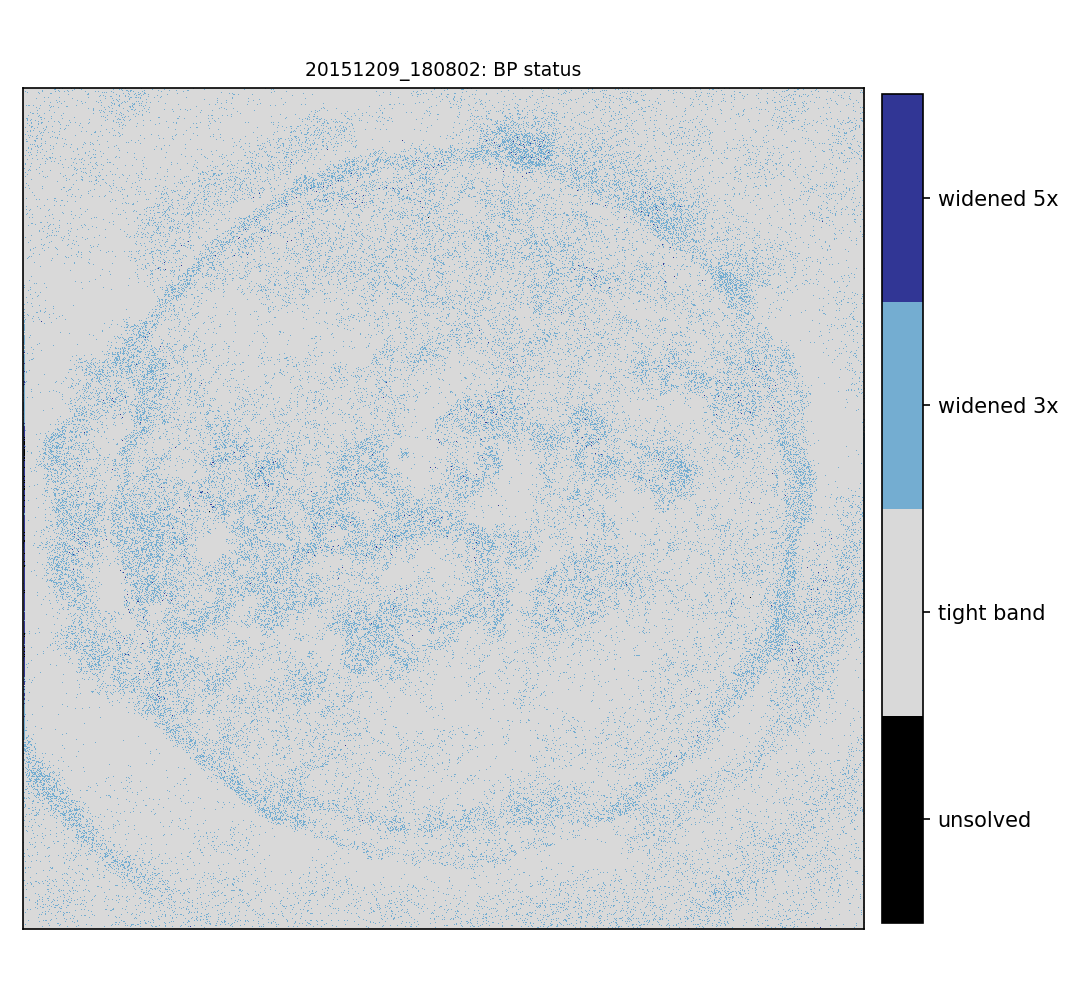 20151209_180802: BP status
widened 5x
widened 3x
tight band
unsolved